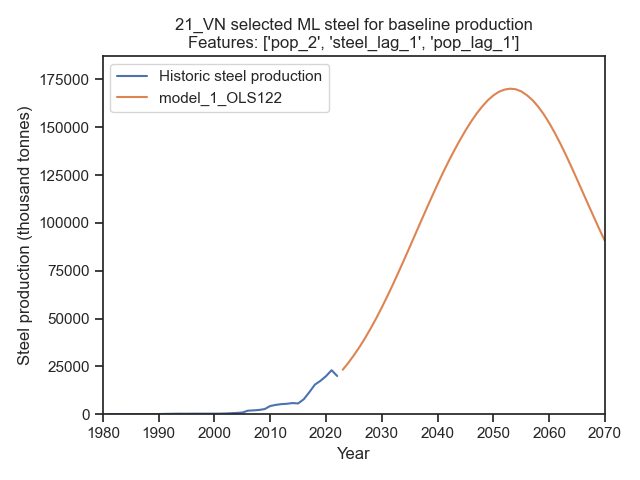 21_VN selected ML steel for baseline production
Features: ['pop_2', 'steel_lag_1', 'pop_lag_1']
Historic steel production
model_1_OLS122
Steel production (thousand tonnes)
175000
150000
125000
100000
75000
50000
25000
0
1980 1990 2000 2010 2020 2030 2040 2050 2060 2070
Year